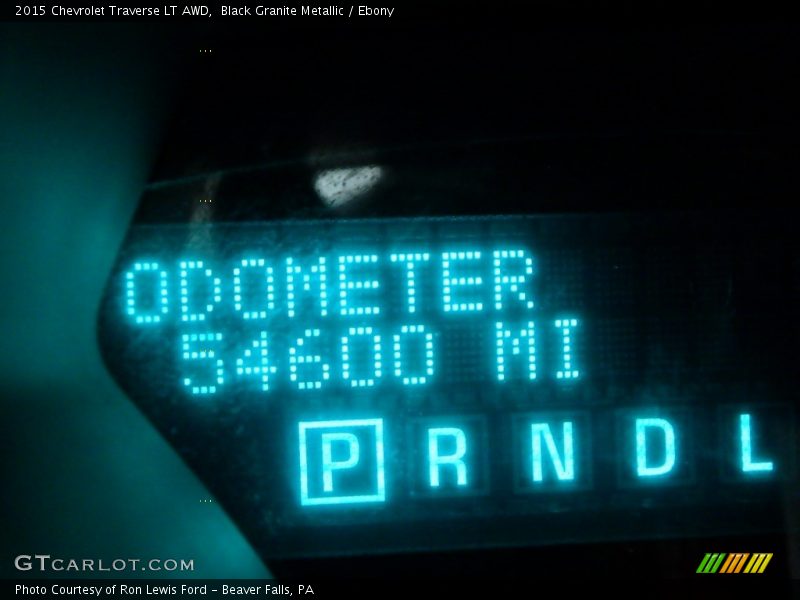 2015 Chevrolet Traverse LT AWD,  Black Granite Metallic / Ebony
ODOMETER
54600 MI
P R N D L
GTCARLOT.COM
Photo Courtesy of Ron Lewis Ford - Beaver Falls, PA